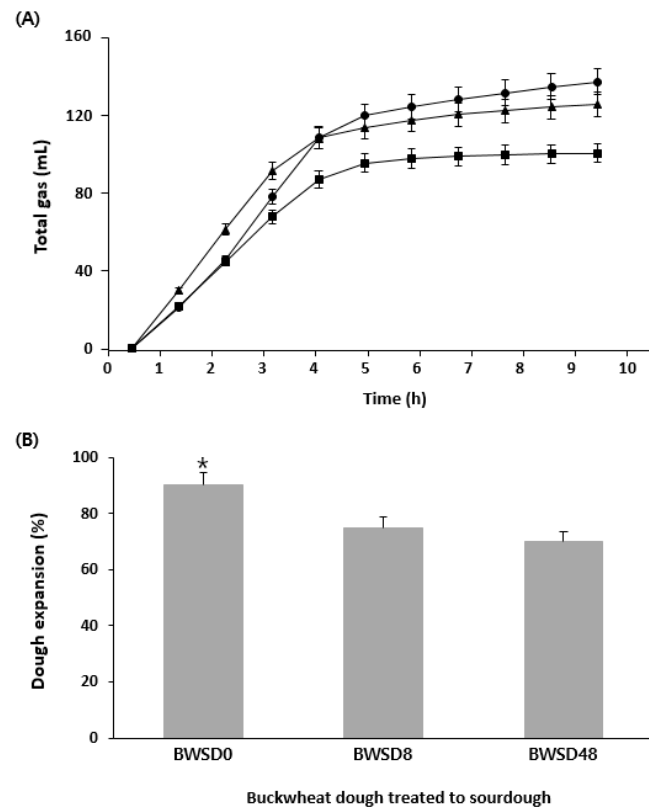 (A)
160
120
80
40
0
Total gas (mL)
0 1 2 3 4 5 6 7 8 9 10
Time (h)
(B)
100
80
60
40
20
0
Dough expansion (%)
*
BWSD0 BWSD8 BWSD48
Buckwheat dough treated to sourdough